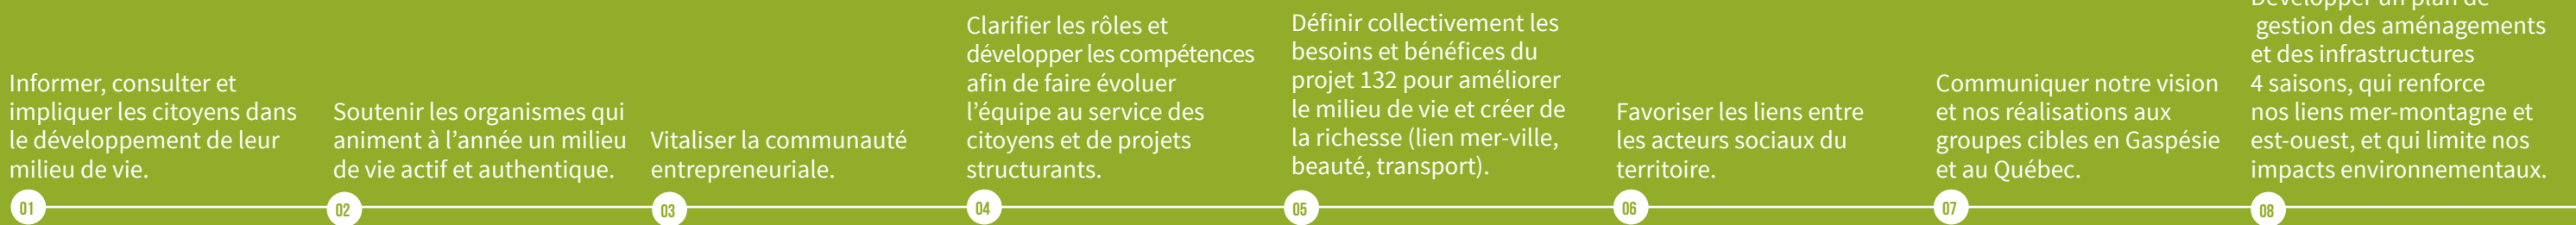 Informer, consulter et
impliquer les citoyens dans
le développement de leur
milieu de vie.
01
Soutenir les organismes qui
animent à l'année un milieu
de vie actif et authentique.
02
Vitaliser la communauté
entrepreneuriale.
03
Clarifier les rôles et
développer les compétences
afin de faire évoluer
l'équipe au service des
citoyens et de projets
structurants.
04
Définir collectivement les
besoins et bénéfices du
projet 132 pour améliorer
le milieu de vie et créer de
la richesse (lien mer-ville,
beauté, transport).
05
Favoriser les liens entre
les acteurs sociaux du
territoire.
06
Communiquer notre vision
et nos réalisations aux
groupes cibles en Gaspésie
et au Québec.
07
Développer un plan de
gestion des aménagements
et des infrastructures
4 saisons, qui renforce
nos liens mer-montagne et
est-ouest, et qui limite nos
impacts environnementaux.
08